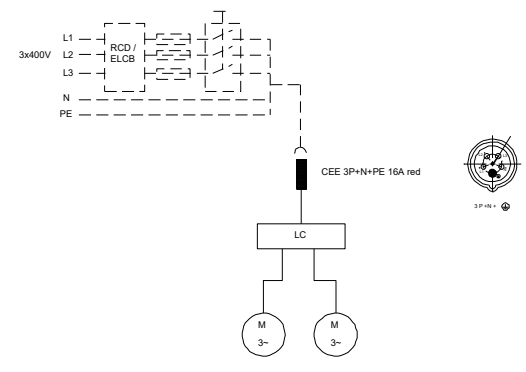 L1
3x400V
L2
L3
N
PE
RCD /
ELCB
CEE 3P+N+PE 16A red
3 P +N +
LC
M
3~
M
3~